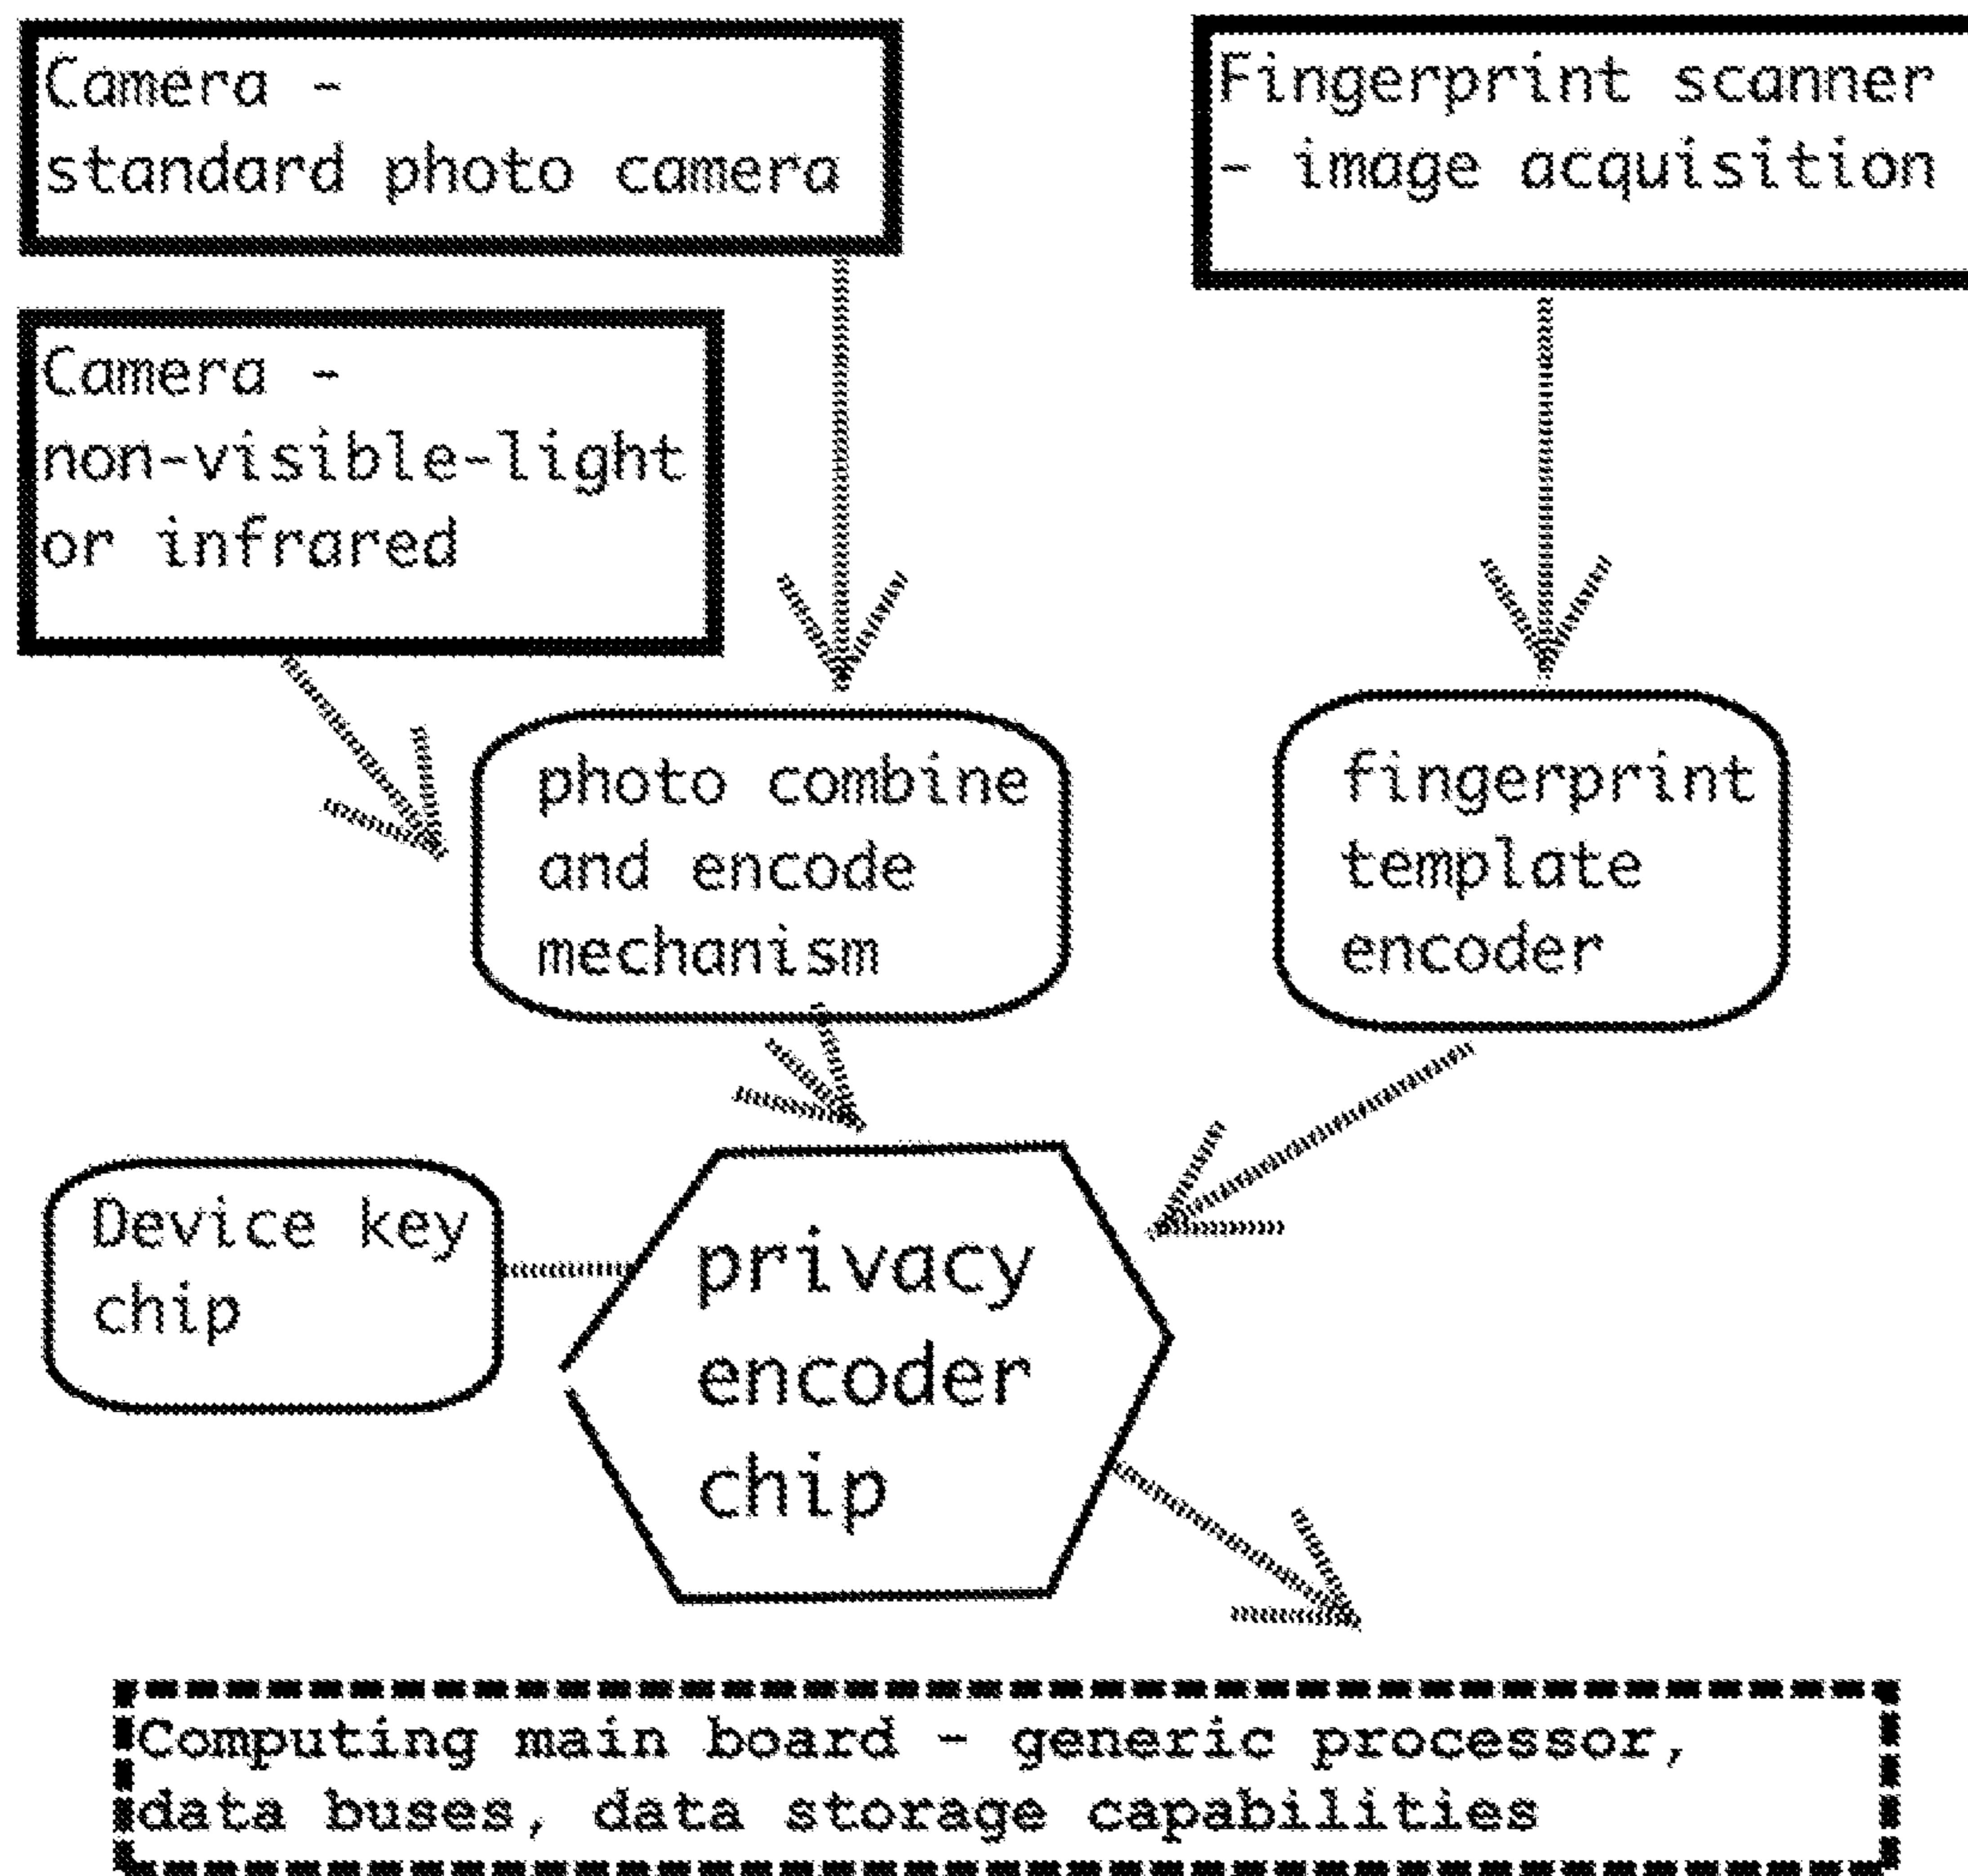 Camera -
standard photo camera
Fingerprint scanner
- image acquisition
Camera -
non-visible-light
or infrared
photo combine
and encode
mechanism
fingerprint
template
encoder
Device key
chip
privacy
encoder
chip
Computing main board - generic processor,
data buses, data storage capabilities